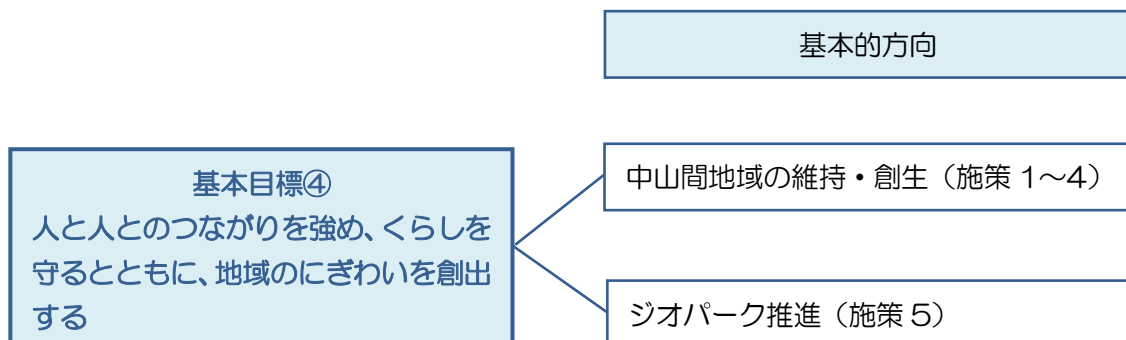 基本的方向
基本目標④
人と人とのつながりを強め、くらしを
守るとともに、地域のにぎわいを創出
する
中山間地域の維持・創生（施策 1～4）
ジオパーク推進（施策 5）